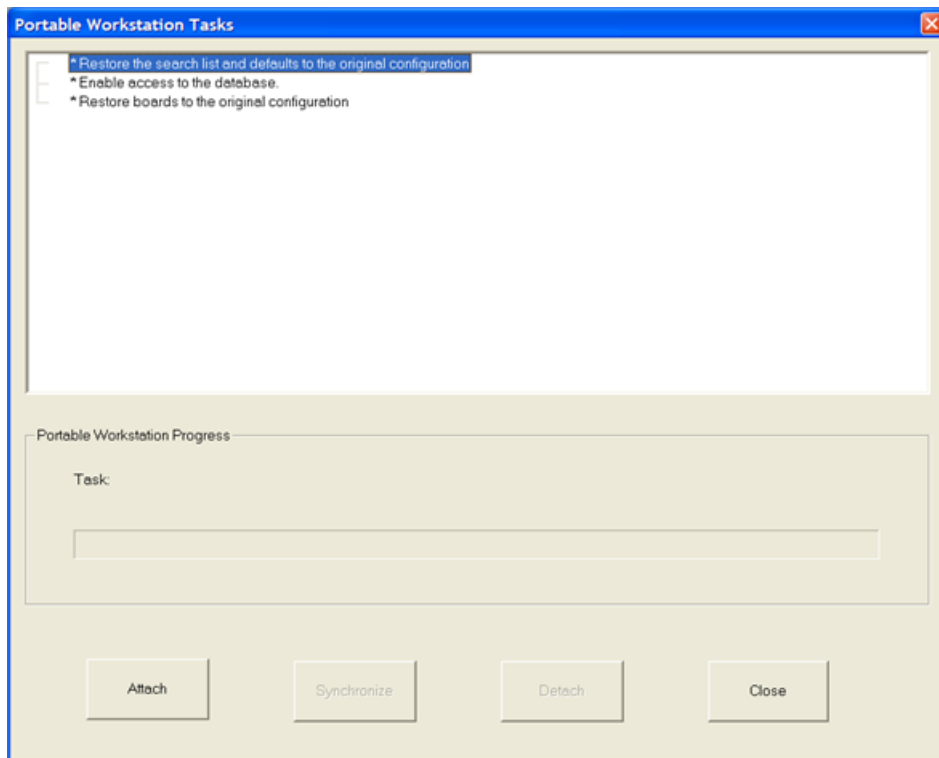 Portable Workstation Tasks
* Restore the search list and defaults to the original configuration
* Enable access to the database.
* Restore boards to the original configuration
Portable Workstation Progress
Task:
Attach Synchronize Detach Close